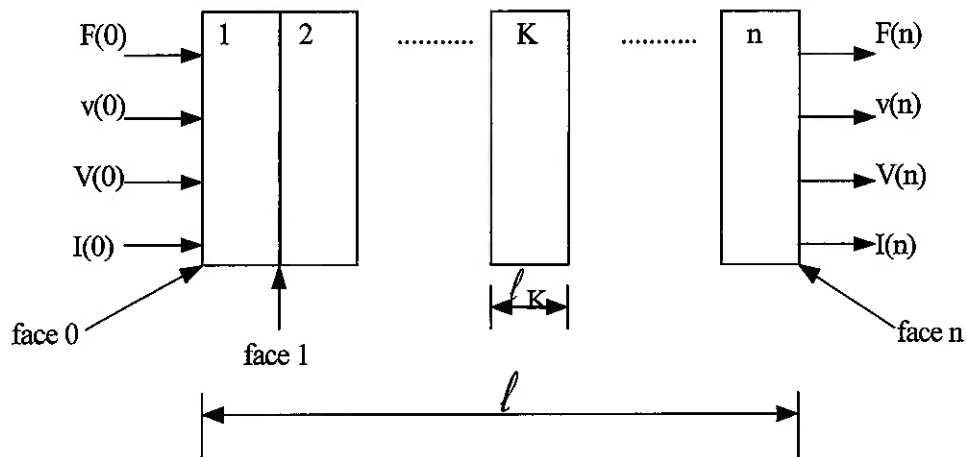 F(0) 1 2 ........... K ........... n F(n)
v(0) v(n)
V(0) V(n)
I(0) I(n)
ℓK
face 0 face 1 face n
ℓ